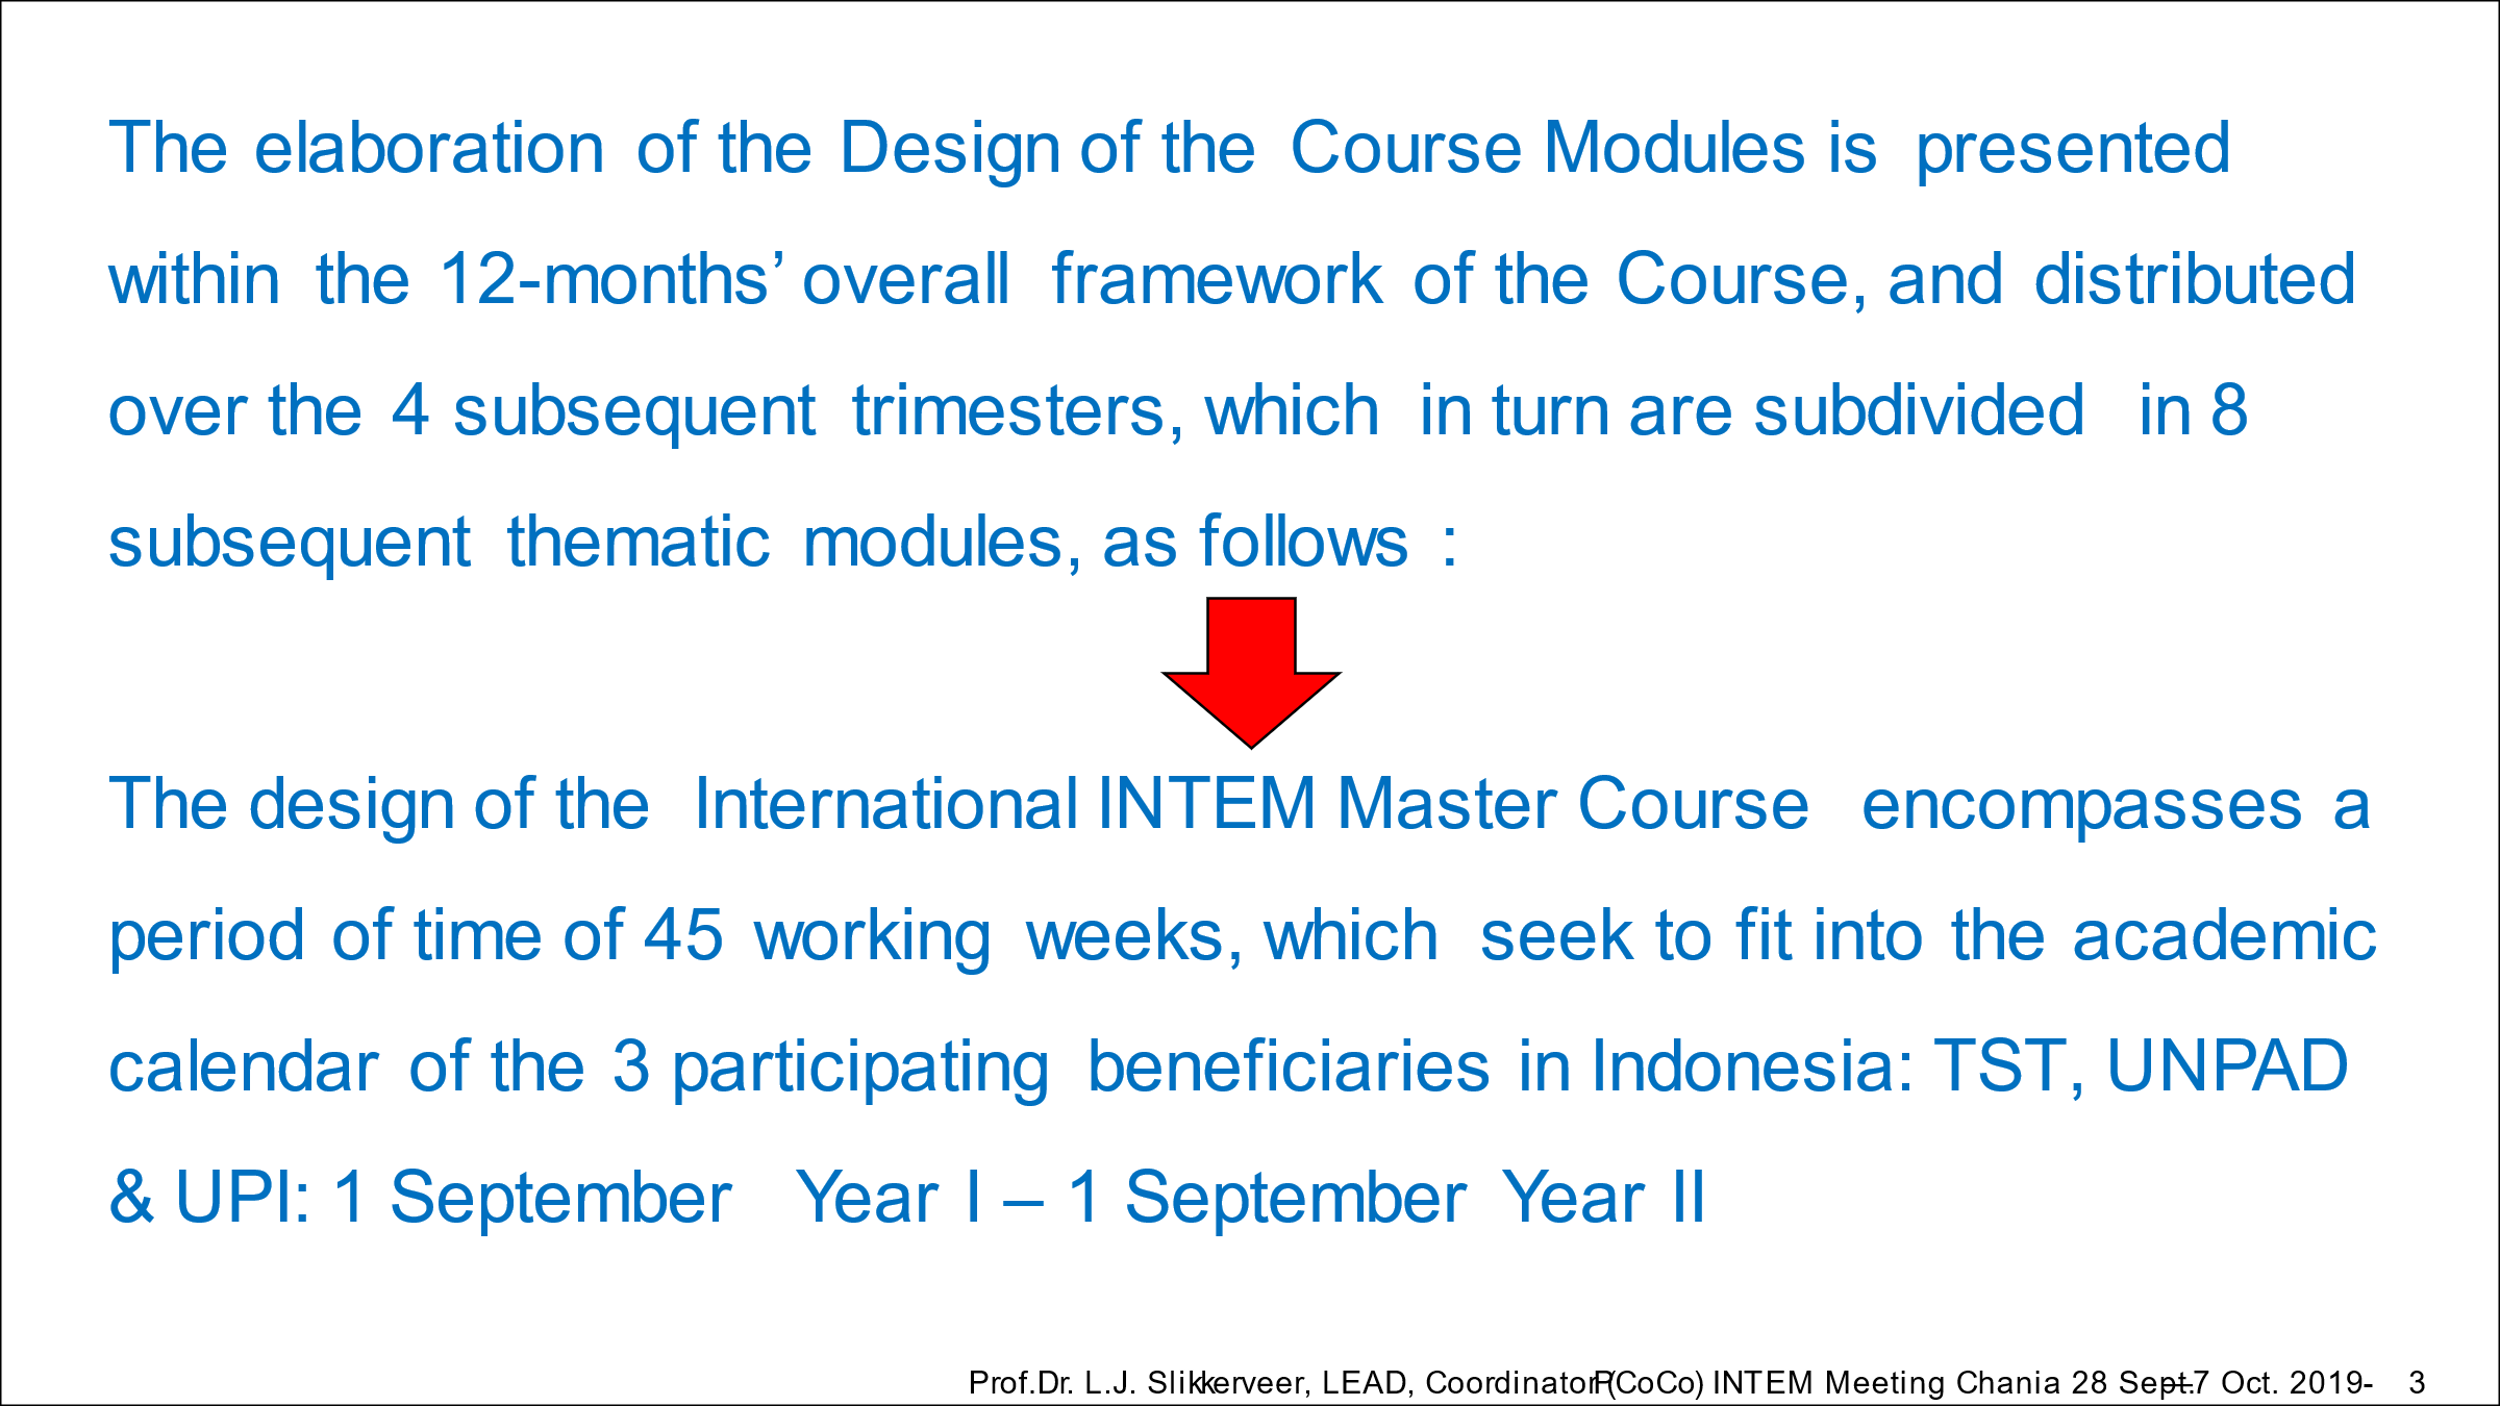 The elaboration of the Design of the Course Modules is presented
within the 12-months’ overall framework of the Course, and distributed
over the 4 subsequent trimesters, which in turn are subdivided in 8
subsequent thematic modules, as follows :
The design of the International INTEM Master Course encompasses a
period of time of 45 working weeks, which seek to fit into the academic
calendar of the 3 participating beneficiaries in Indonesia: TST, UNPAD
& UPI: 1 September Year I – 1 September Year II
Prof.Dr. L.J. Slikkerveer, LEAD, Coordinator (PCoCo) INTEM Meeting Chania 28 Sept.–7 Oct. 2019- 3